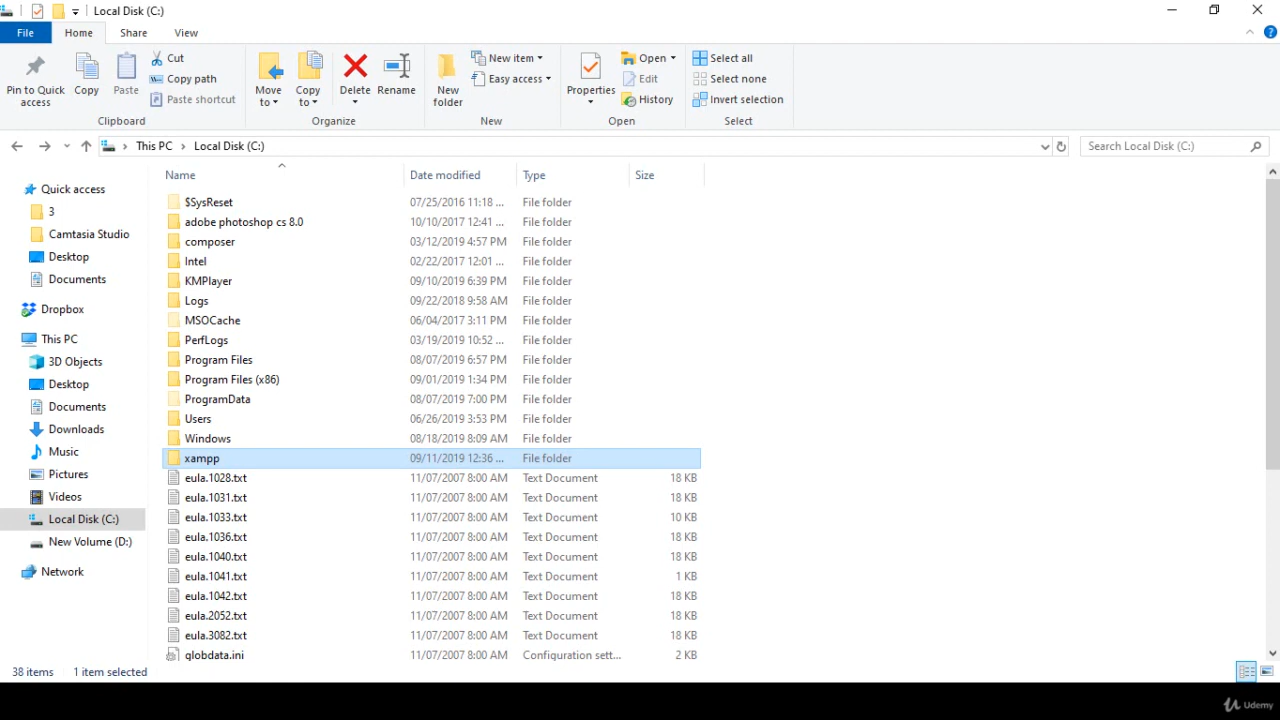 Local Disk (C:)
File Home Share View
Pin to Quick access
Copy
Paste
Cut
Copy path
Paste shortcut
Clipboard
Move to
Copy to
Delete
Rename
Organize
New folder
New item
Easy access
New
Properties
Open
Edit
History
Open
Select all
Select none
Invert selection
Select
This PC Local Disk (C:)
Search Local Disk (C:)
Quick access
3
Camtasia Studio
Desktop
Documents
Dropbox
This PC
3D Objects
Desktop
Documents
Downloads
Music
Pictures
Videos
Local Disk (C:)
New Volume (D:)
Network
Name Date modified Type Size
$SysReset 07/25/2016 11:18 ... File folder
adobe photoshop cs 8.0 10/10/2017 12:41 ... File folder
composer 03/12/2019 4:57 PM File folder
Intel 02/22/2017 12:01 ... File folder
KMPlayer 09/10/2019 6:39 PM File folder
Logs 09/22/2018 9:58 AM File folder
MSOCache 06/04/2017 3:11 PM File folder
PerfLogs 03/19/2019 10:52 ... File folder
Program Files 08/07/2019 6:57 PM File folder
Program Files (x86) 09/01/2019 1:34 PM File folder
ProgramData 08/07/2019 7:00 PM File folder
Users 06/26/2019 3:53 PM File folder
Windows 08/18/2019 8:09 AM File folder
xampp 09/11/2019 12:36 ... File folder
eula.1028.txt 11/07/2007 8:00 AM Text Document 18 KB
eula.1031.txt 11/07/2007 8:00 AM Text Document 18 KB
eula.1033.txt 11/07/2007 8:00 AM Text Document 10 KB
eula.1036.txt 11/07/2007 8:00 AM Text Document 18 KB
eula.1040.txt 11/07/2007 8:00 AM Text Document 18 KB
eula.1041.txt 11/07/2007 8:00 AM Text Document 1 KB
eula.1042.txt 11/07/2007 8:00 AM Text Document 18 KB
eula.2052.txt 11/07/2007 8:00 AM Text Document 18 KB
eula.3082.txt 11/07/2007 8:00 AM Text Document 18 KB
globdata.ini 11/07/2007 8:00 AM Configuration sett... 2 KB
38 items 1 item selected
Udemy